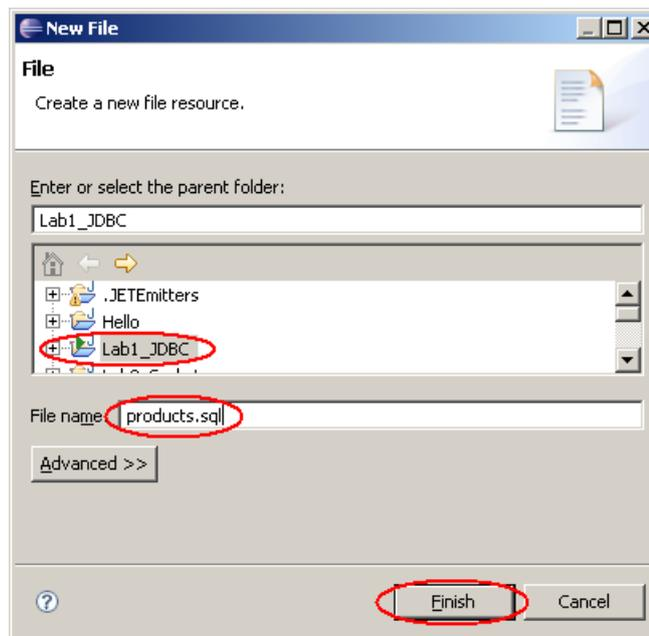 New File
File
Create a new file resource.
Enter or select the parent folder:
Lab1_JDBC
.JETEmitters
Hello
Lab1_JDBC
File name: products.sql
Advanced >>
?
Finish
Cancel